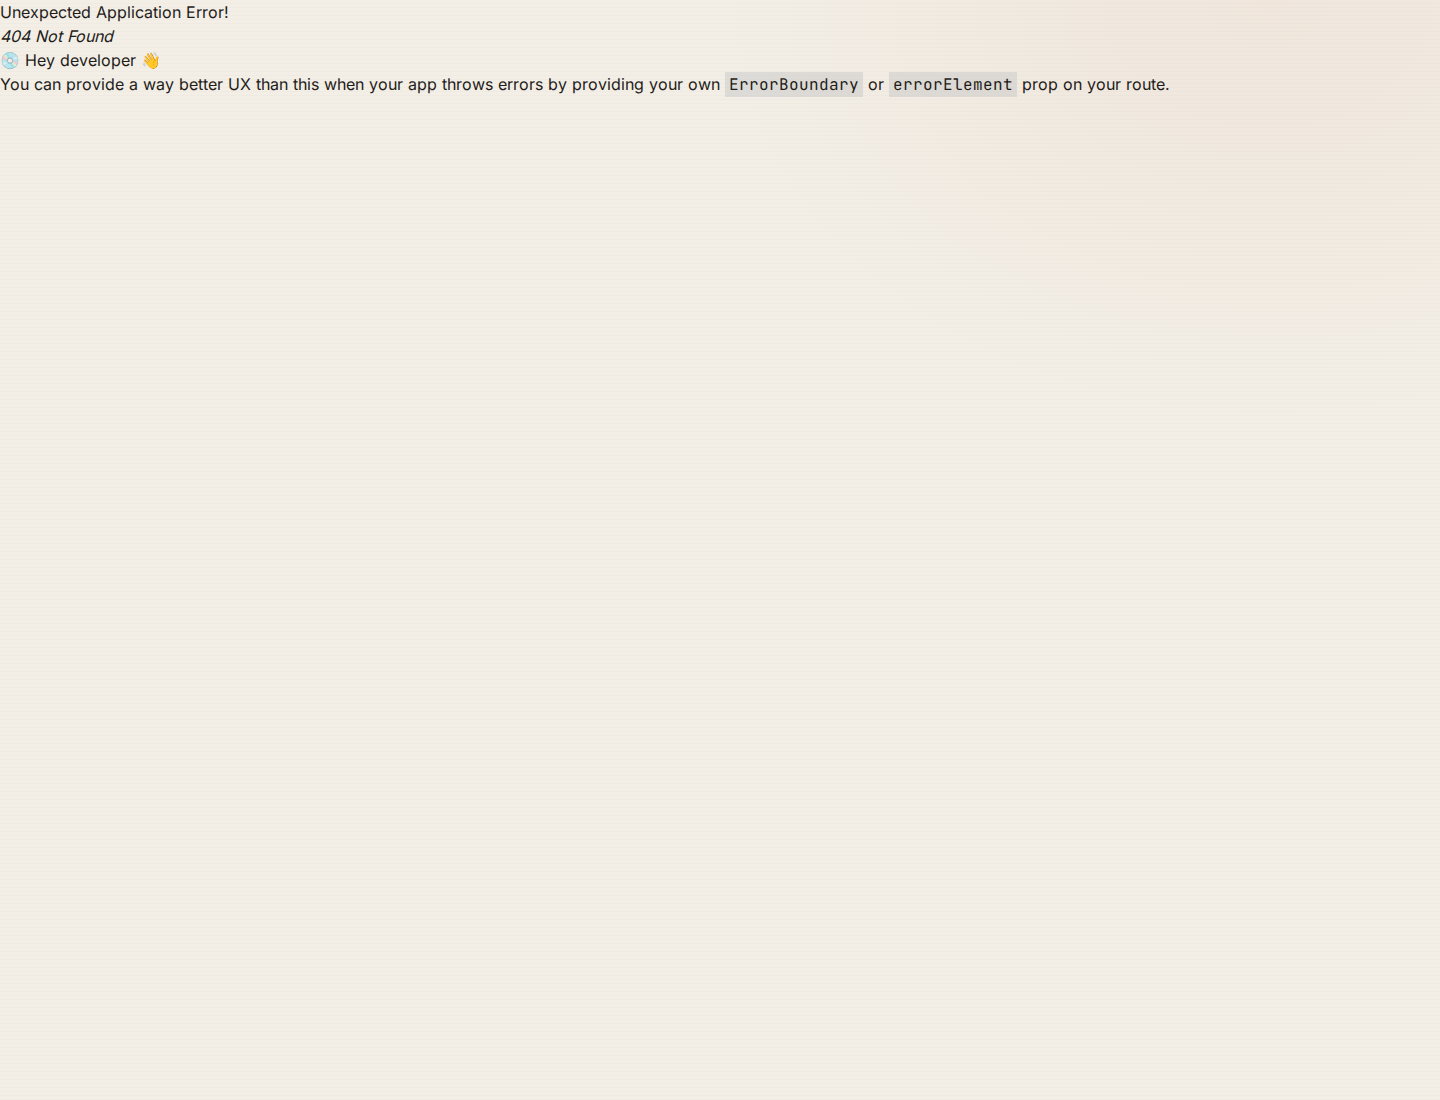 Unexpected Application Error!
404 Not Found
💿 Hey developer 👋
You can provide a way better UX than this when your app throws errors by providing your own ErrorBoundary or errorElement prop on your route.